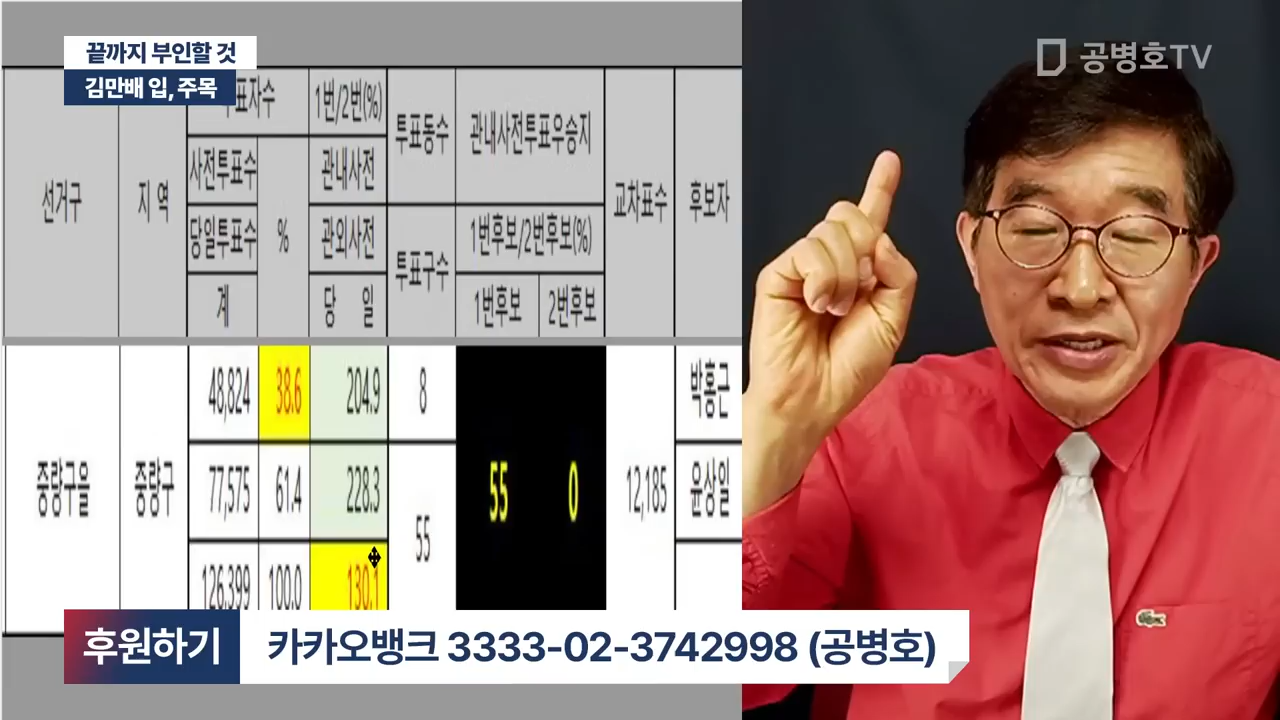 끝까지 부인할 것
김만배 입, 주목
공병호TV
선거구
지 역
표자수
사전투표수
당일투표수
계
%
1번/2번(%)
관내사전
관외사전
당 일
투표동수
투표구수
관내사전투표우승지
1번후보/2번후보(%)
1번후보
2번후보
교차표수
후보자
중랑구을
중랑구
48,824
38.6
204.9
8
77,575
61.4
228.3
55
126,399
100.0
130.1
55
0
12,185
박홍근
윤상일
후원하기
카카오뱅크 3333-02-3742998 (공병호)